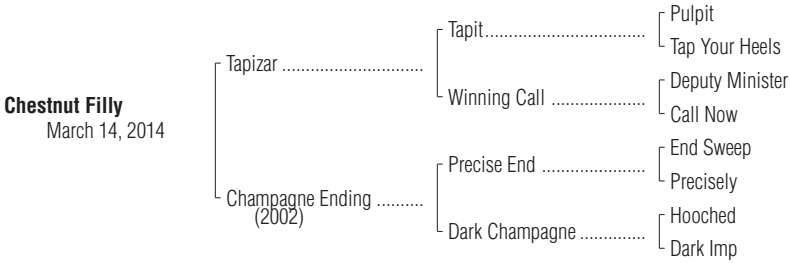 Pulpit
Tapit................................
Tap Your Heels
Tapizar ............................
Deputy Minister
Winning Call ...................
Call Now
Chestnut Filly
March 14, 2014
End Sweep
Precise End .....................
Precisely
Champagne Ending ..........
(2002)
Hooched
Dark Champagne .............
Dark Imp